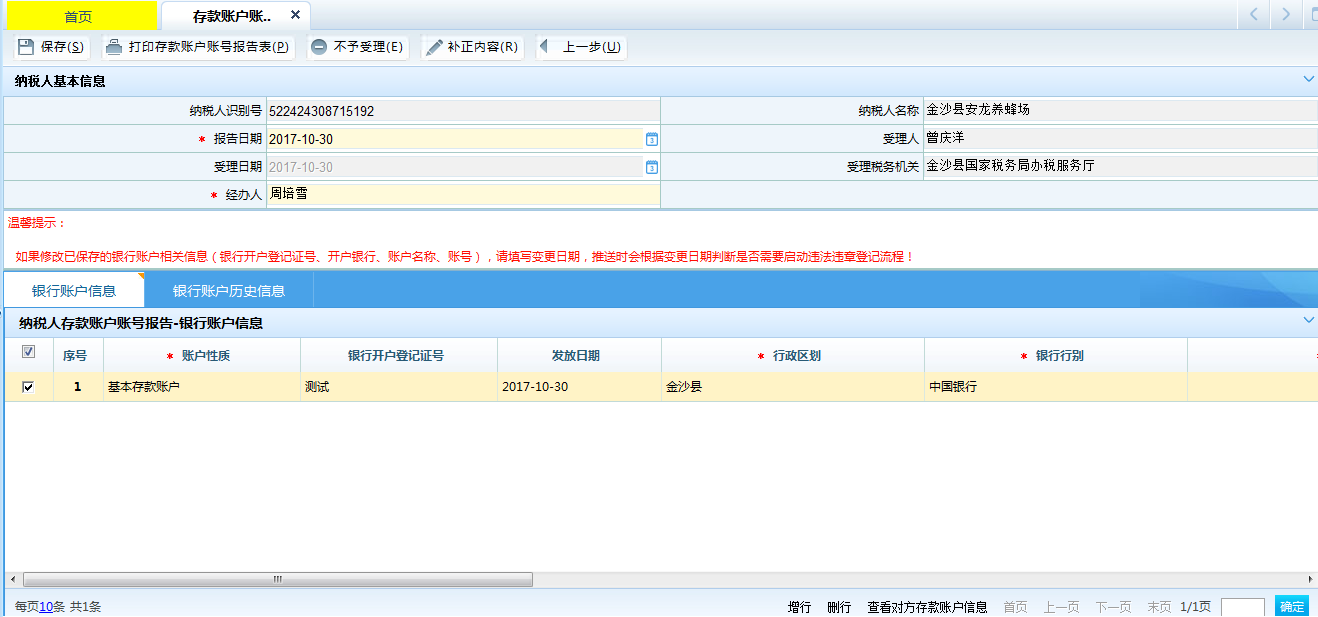 首页 存款账户账..
保存(S) 打印存款账户账号报告表(P) 不予受理(E) 补正内容(R) 上一步(U)
纳税人基本信息
纳税人识别号 522424308715192 纳税人名称 金沙县安龙养蜂场
* 报告日期 2017-10-30 受理人 曾庆洋
受理日期 2017-10-30 受理税务机关 金沙县国家税务局办税服务厅
* 经办人 周培雪
温馨提示：
如果修改已保存的银行账户相关信息（银行开户登记证号、开户银行、账户名称、账号），请填写变更日期，推送时会根据变更日期判断是否需要启动违法违章登记流程！
银行账户信息 银行账户历史信息
纳税人存款账户账号报告-银行账户信息
序号 * 账户性质 银行开户登记证号 发放日期 * 行政区划 * 银行行别
1 基本存款账户 测试 2017-10-30 金沙县 中国银行
每页10条 共1条 增行 删行 查看对方存款账户信息 首页 上一页 下一页 末页 1/1页 确定